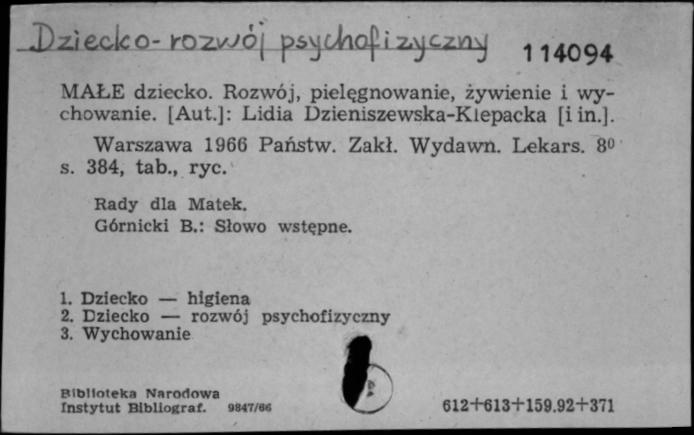 Dziecko - rozwój psychofizyczny 114094
MAŁE dziecko. Rozwój, pielęgnowanie, żywienie i wy-
chowanie. [Aut.]: Lidia Dzieniszewska-Klepacka [i in.].
Warszawa 1966 Państw. Zakł. Wydawn. Lekars. 8⁰
s. 384, tab., ryc.
Rady dla Matek.
Górnicki B.: Słowo wstępne.
1. Dziecko — higiena
2. Dziecko — rozwój psychofizyczny
3. Wychowanie
Biblioteka Narodowa
Instytut Bibliograf. 9847/66
612+613+159.92+371